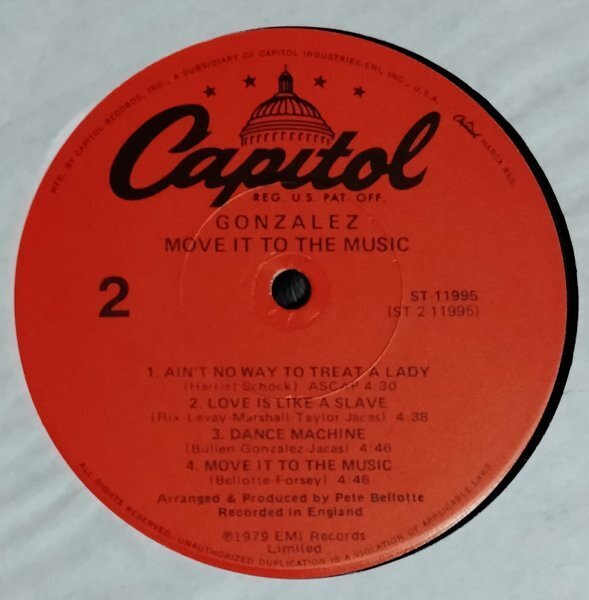 MFD. BY CAPITOL RECORDS, INC., A SUBSIDIARY OF CAPITOL INDUSTRIES-EMI, INC., U.S.A.
Capitol MARCA REG.
Capitol
REG. U.S. PAT. OFF.
GONZALEZ
MOVE IT TO THE MUSIC
2
ST-11995
(ST 2-11995)
1. AIN'T NO WAY TO TREAT A LADY
(Harriet Schock) ASCAP 4:30
2. LOVE IS LIKE A SLAVE
(Rix-Levay-Marshall-Taylor-Jacas) 4:38
3. DANCE MACHINE
(Bullen-Gonzalez-Jacas) 4:46
4. MOVE IT TO THE MUSIC
(Bellotte-Forsey) 4:46
Arranged & Produced by Pete Bellotte
Recorded in England
℗1979 EMI Records
Limited
ALL RIGHTS RESERVED. UNAUTHORIZED DUPLICATION IS A VIOLATION OF APPLICABLE LAWS.